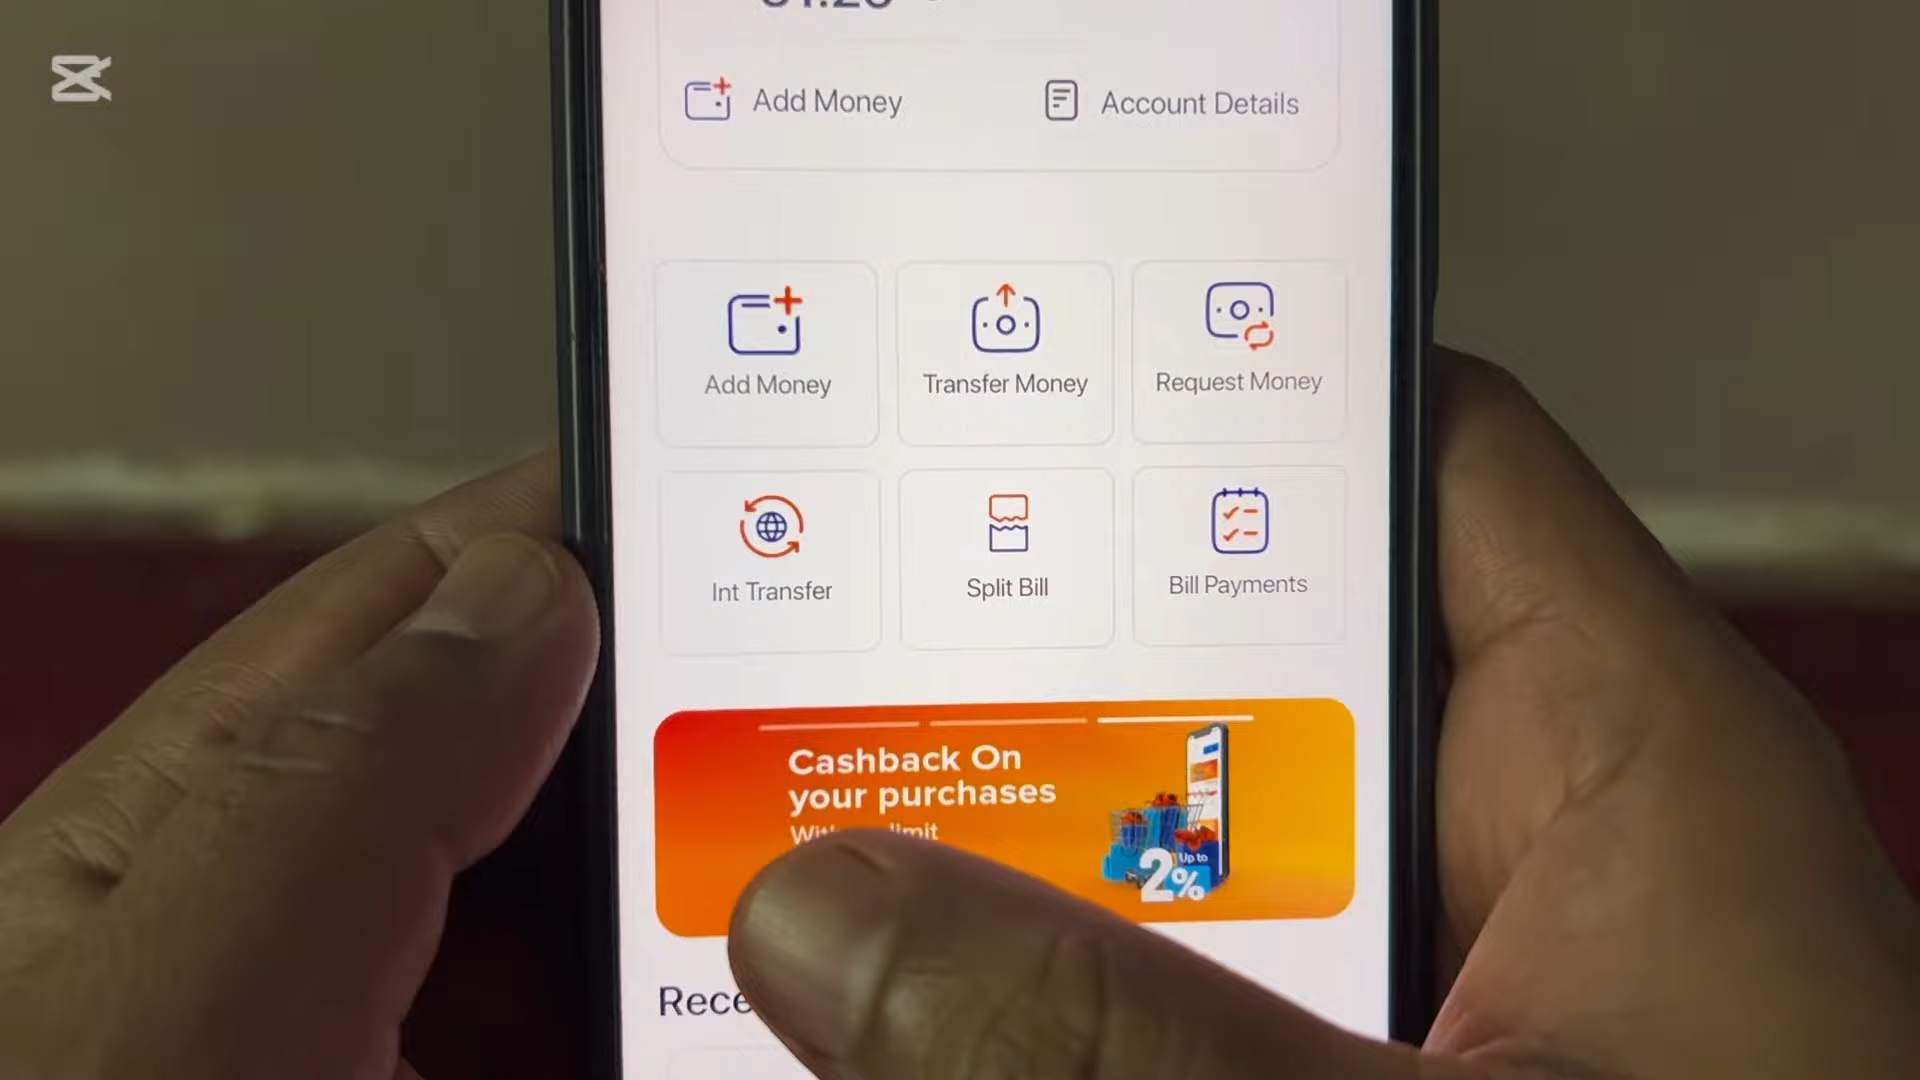 Add Money
Account Details
Add Money
Transfer Money
Request Money
Int Transfer
Split Bill
Bill Payments
Cashback On
your purchases
Up to
2%